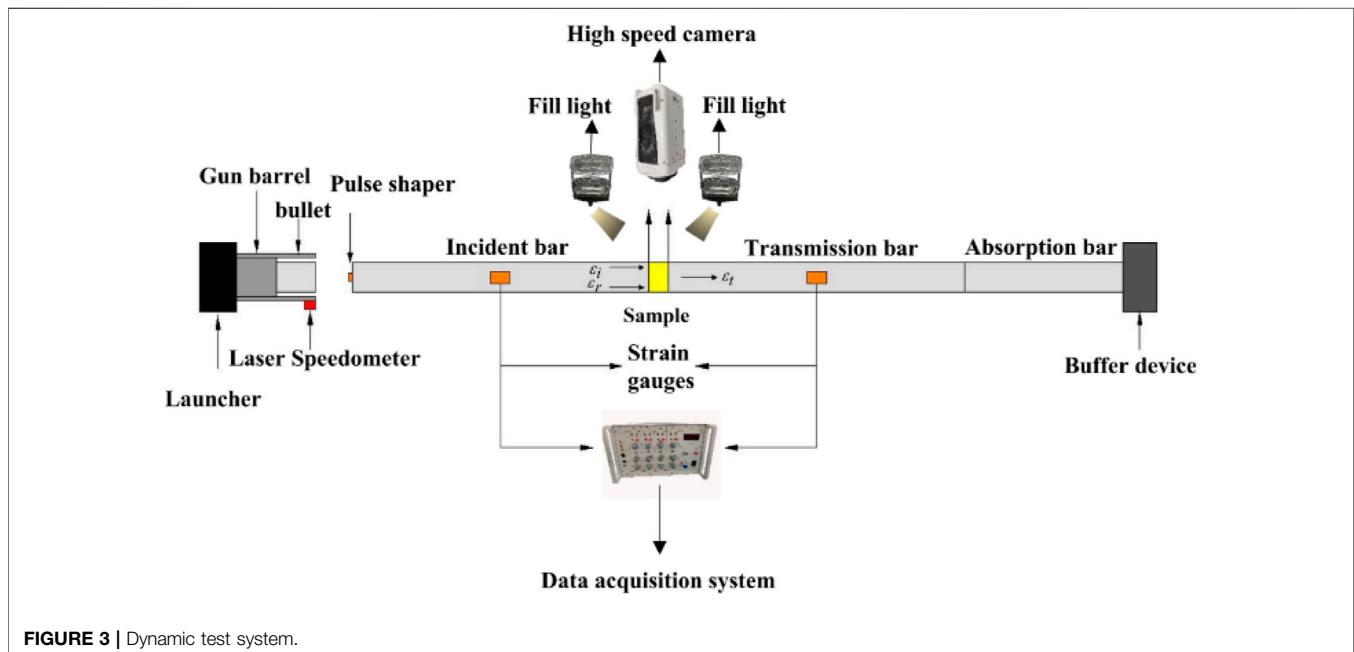 High speed camera
Fill light
Fill light
Gun barrel
bullet
Pulse shaper
Incident bar
Transmission bar
Absorption bar
εi
εr
εt
Sample
Laser Speedometer
Launcher
Strain
gauges
Buffer device
Data acquisition system
FIGURE 3 | Dynamic test system.